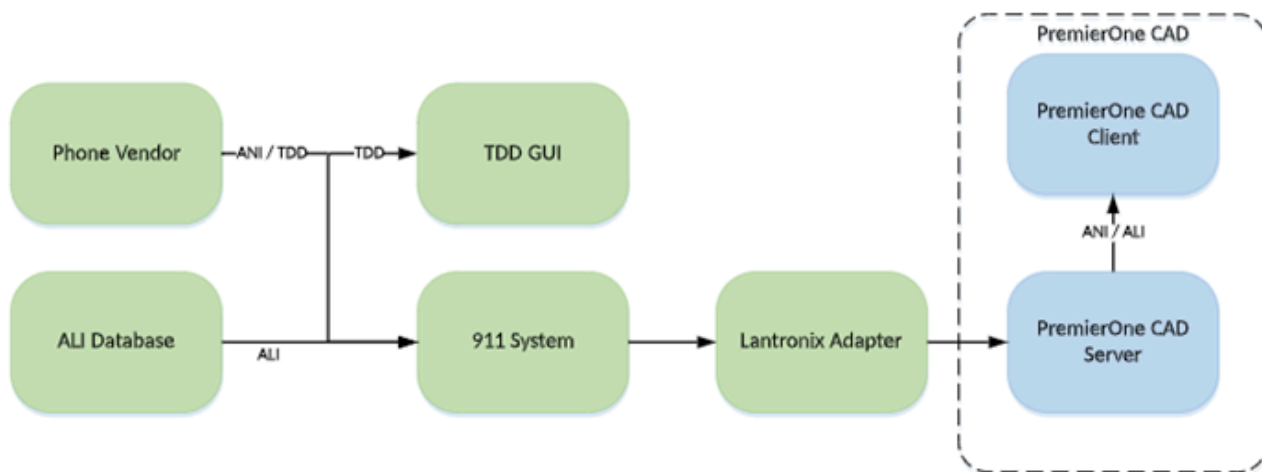 PremierOne CAD
Phone Vendor
ANI / TDD
TDD
TDD GUI
PremierOne CAD
Client
ANI / ALI
ALI Database
ALI
911 System
Lantronix Adapter
PremierOne CAD
Server